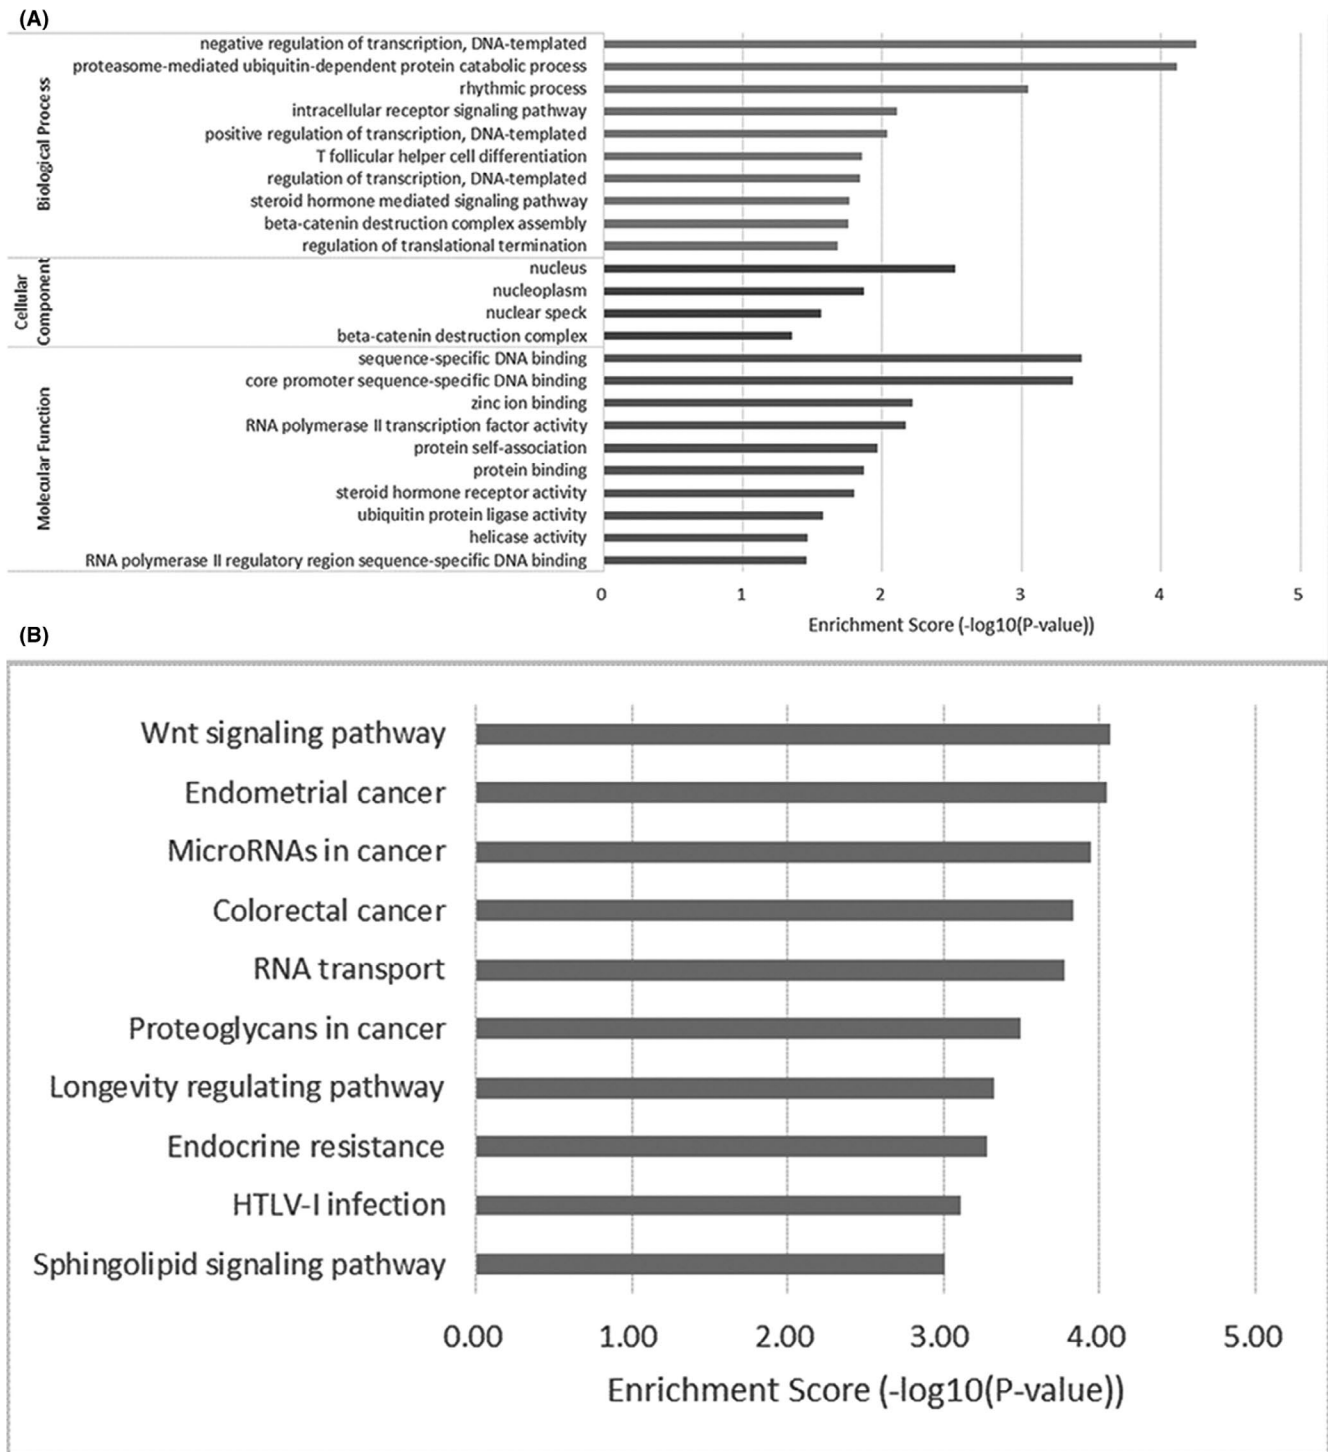 (A)
Biological Process
negative regulation of transcription, DNA-templated
proteasome-mediated ubiquitin-dependent protein catabolic process
rhythmic process
intracellular receptor signaling pathway
positive regulation of transcription, DNA-templated
T follicular helper cell differentiation
regulation of transcription, DNA-templated
steroid hormone mediated signaling pathway
beta-catenin destruction complex assembly
regulation of translational termination
Cellular
Component
nucleus
nucleoplasm
nuclear speck
beta-catenin destruction complex
Molecular Function
sequence-specific DNA binding
core promoter sequence-specific DNA binding
zinc ion binding
RNA polymerase II transcription factor activity
protein self-association
protein binding
steroid hormone receptor activity
ubiquitin protein ligase activity
helicase activity
RNA polymerase II regulatory region sequence-specific DNA binding
0 1 2 3 4 5
Enrichment Score (-log10(P-value))
(B)
Wnt signaling pathway
Endometrial cancer
MicroRNAs in cancer
Colorectal cancer
RNA transport
Proteoglycans in cancer
Longevity regulating pathway
Endocrine resistance
HTLV-I infection
Sphingolipid signaling pathway
0.00 1.00 2.00 3.00 4.00 5.00
Enrichment Score (-log10(P-value))